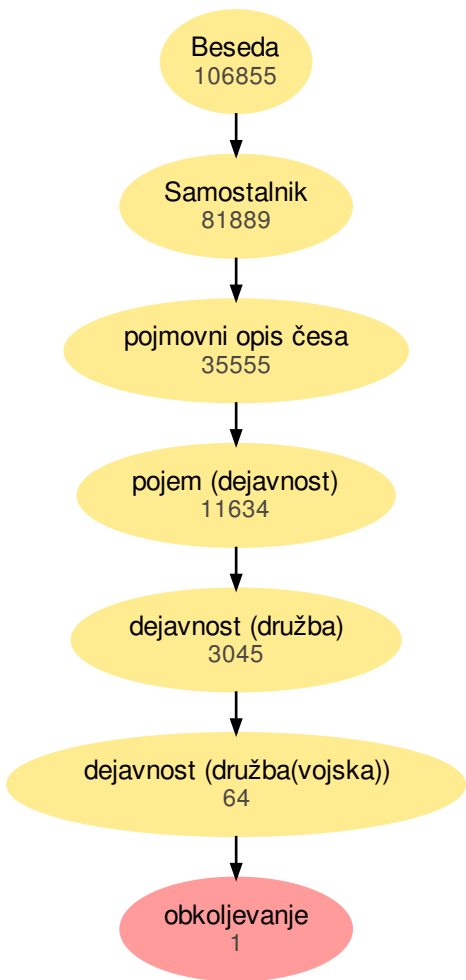 Beseda
106855
Samostalnik
81889
pojmovni opis česa
35555
pojem (dejavnost)
11634
dejavnost (družba)
3045
dejavnost (družba(vojska))
64
obkoljevanje
1